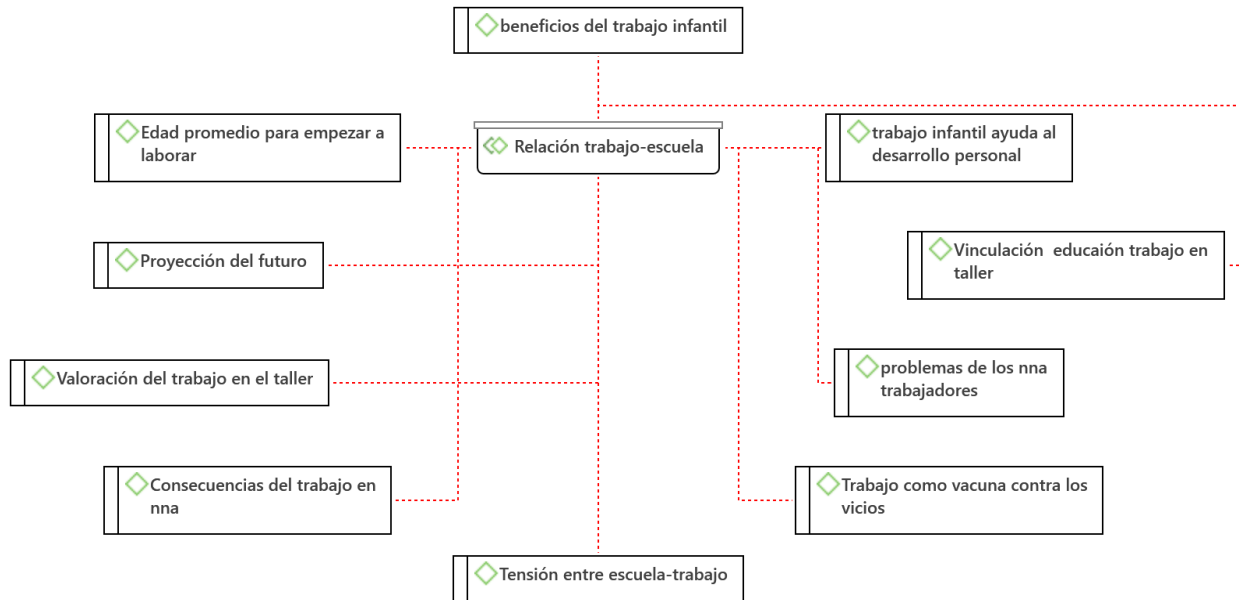 beneficios del trabajo infantil
Edad promedio para empezar a
laborar
Relación trabajo-escuela
trabajo infantil ayuda al
desarrollo personal
Proyección del futuro
Vinculación  educaión trabajo en
taller
Valoración del trabajo en el taller
problemas de los nna
trabajadores
Consecuencias del trabajo en
nna
Trabajo como vacuna contra los
vicios
Tensión entre escuela-trabajo